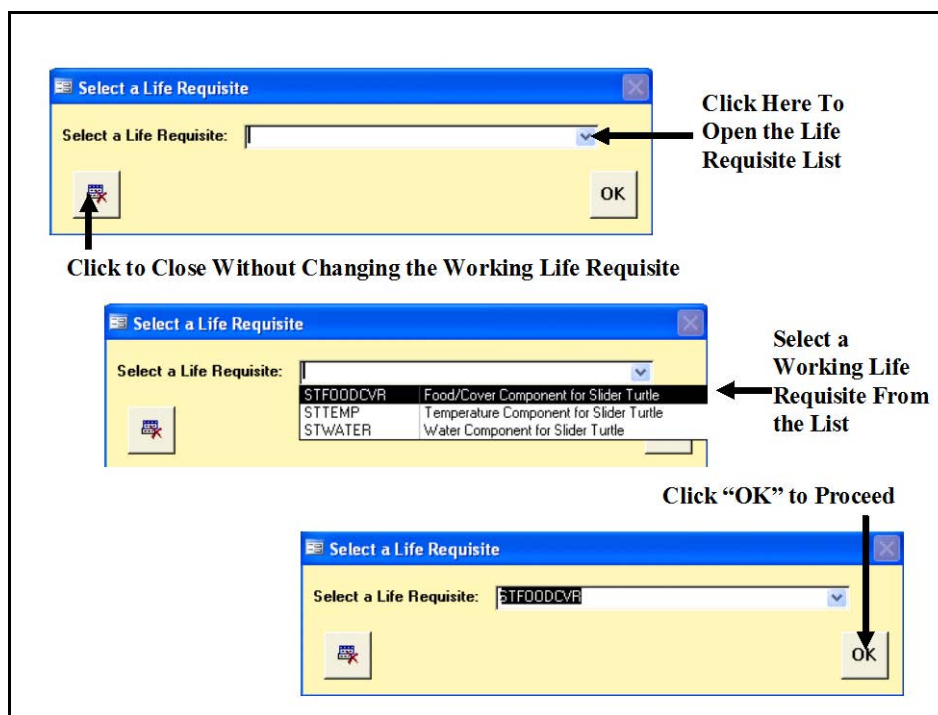 Select a Life Requisite
Select a Life Requisite:
OK
Click Here To
Open the Life
Requisite List
Click to Close Without Changing the Working Life Requisite
Select a Life Requisite
Select a Life Requisite:
STFOODCVR Food/Cover Component for Slider Turtle
STTEMP Temperature Component for Slider Turtle
STWATER Water Component for Slider Turtle
Select a
Working Life
Requisite From
the List
Click “OK” to Proceed
Select a Life Requisite
Select a Life Requisite: STFOODCVR
OK